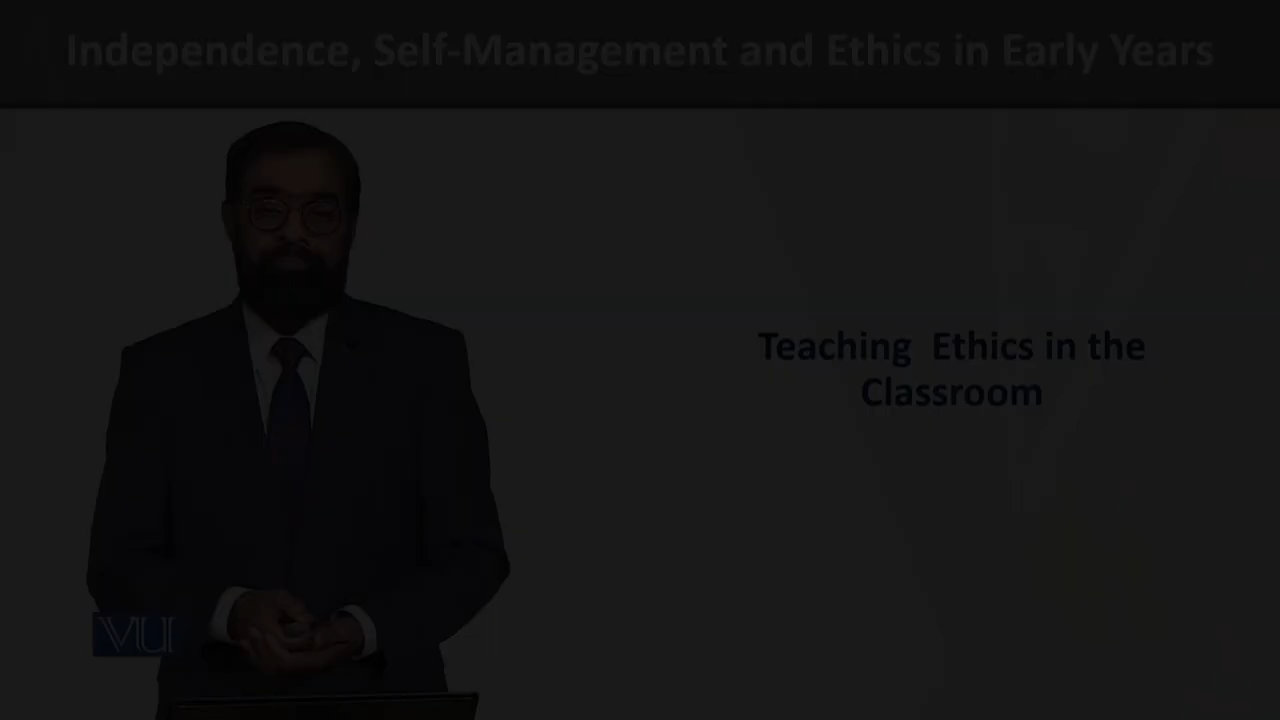 Independence, Self-Management and Ethics in Early Years
Teaching Ethics in the
Classroom
VU